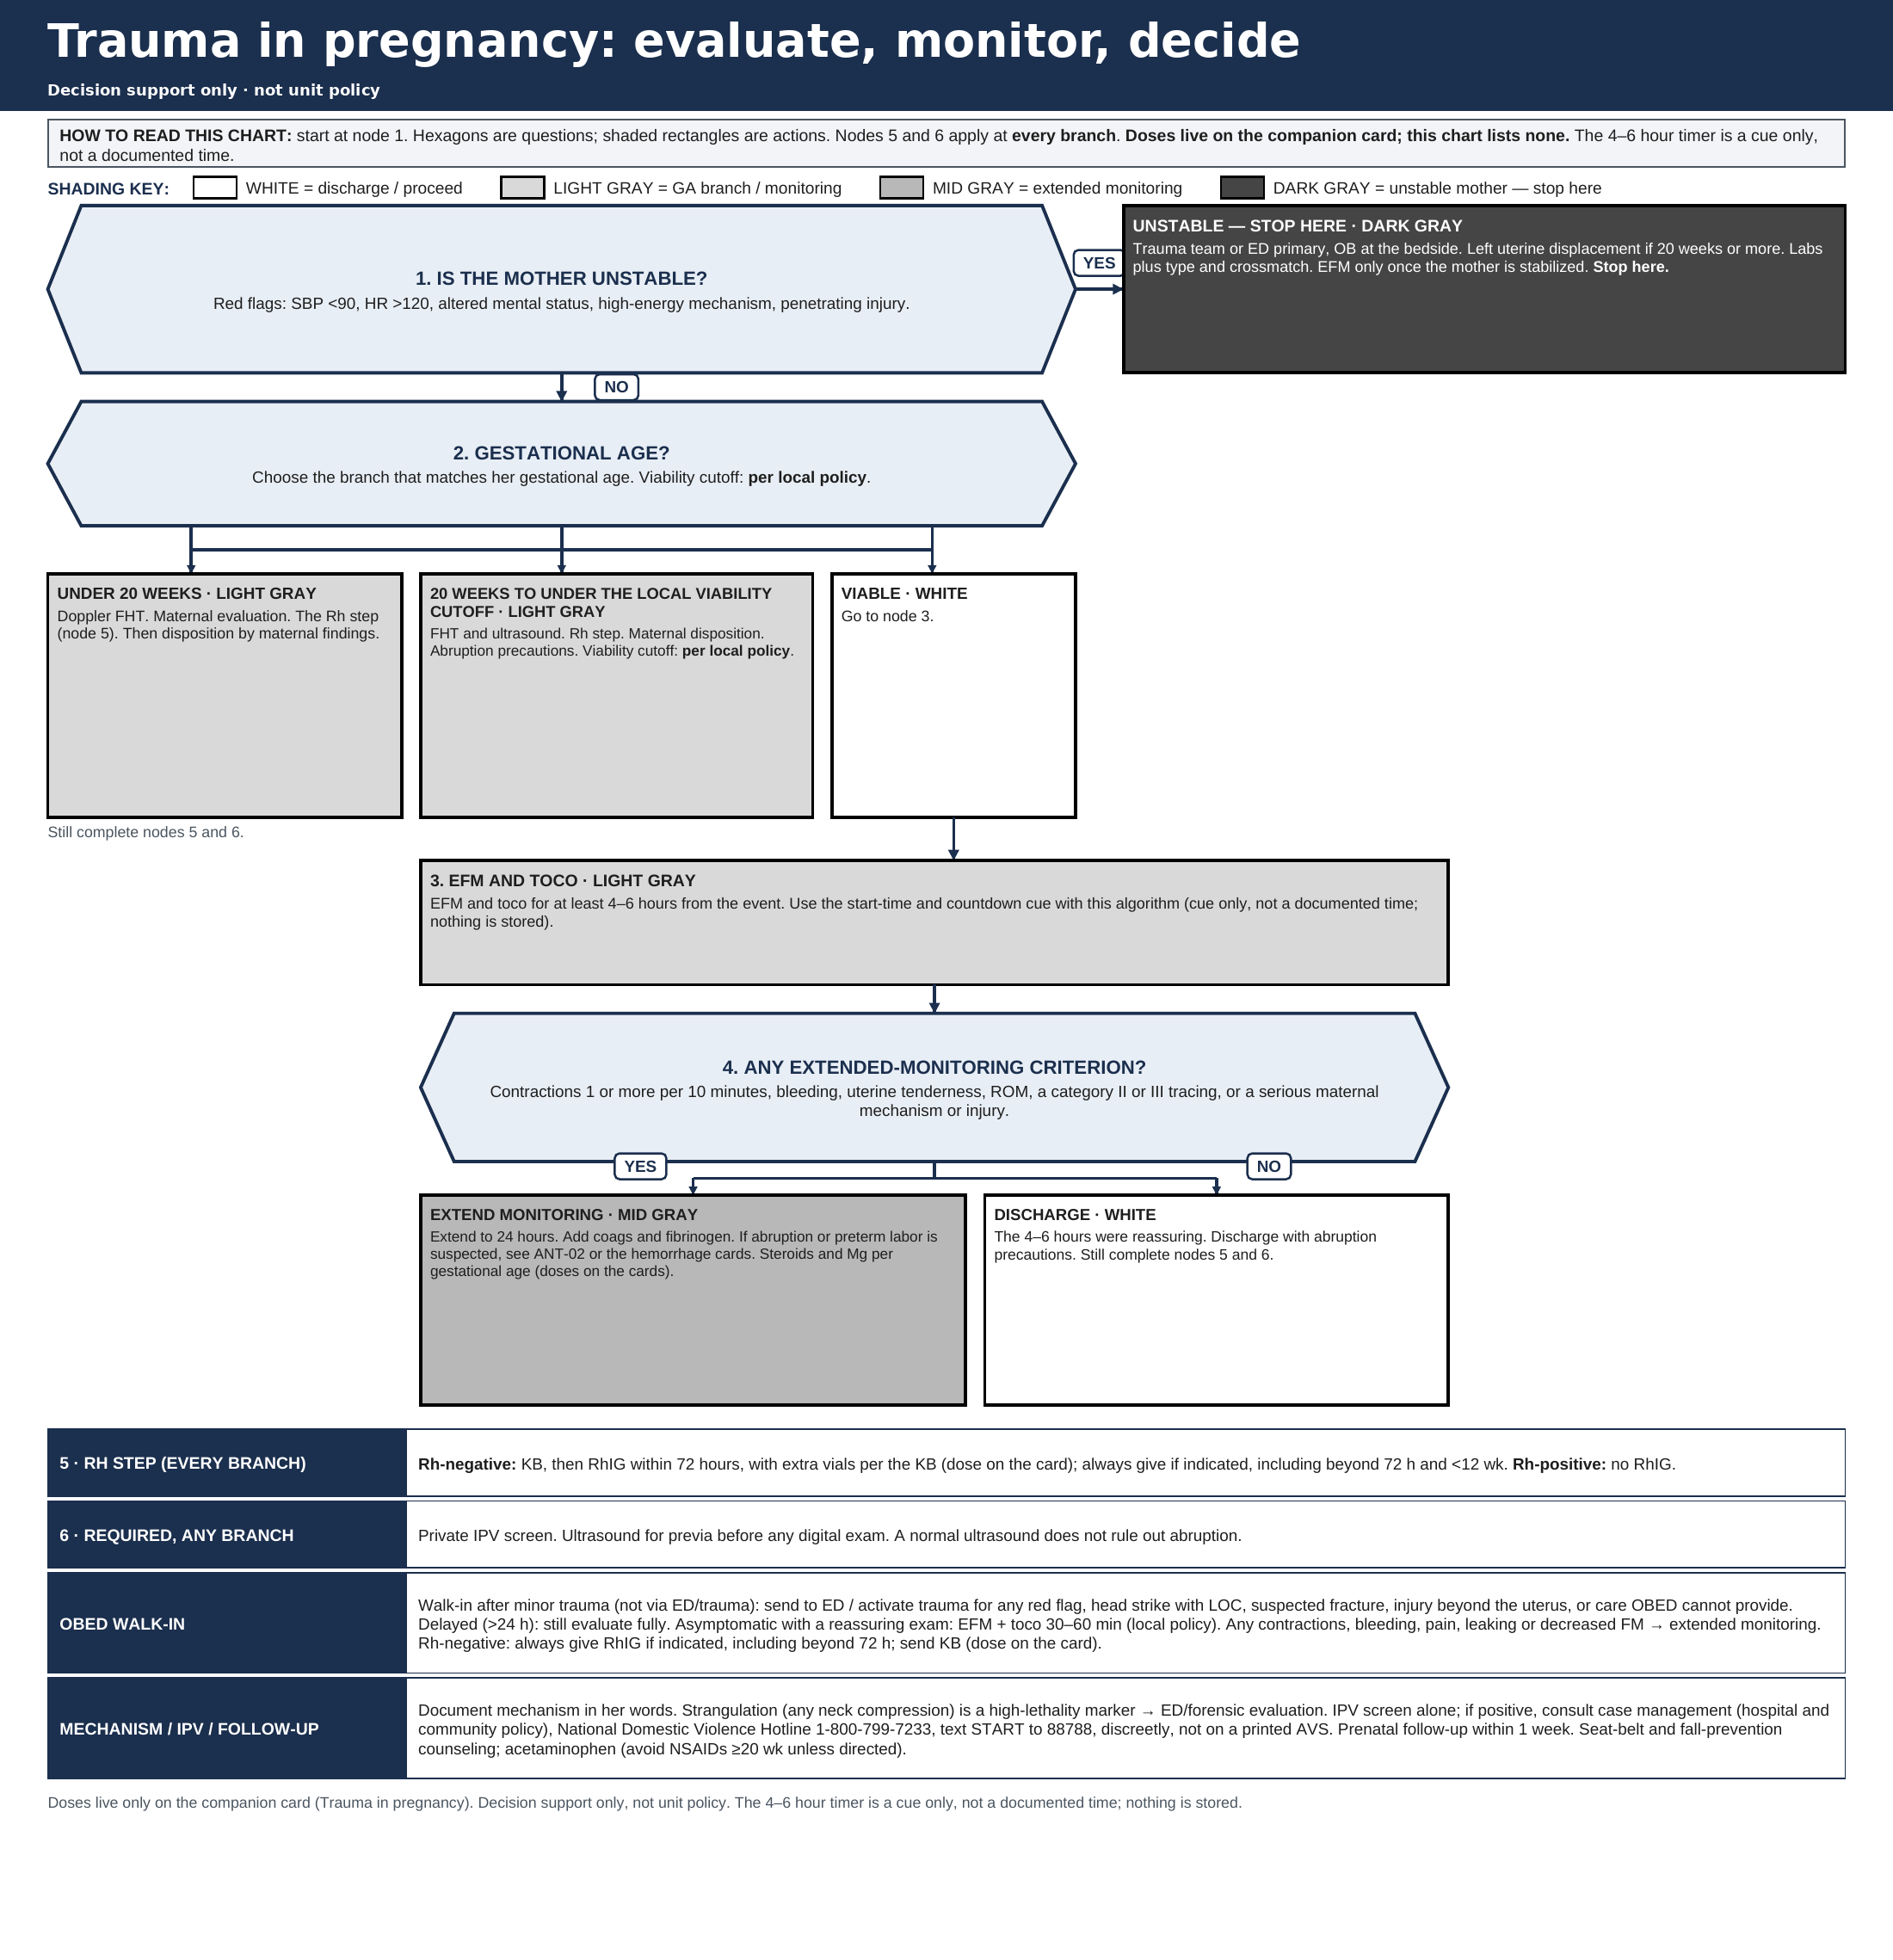 Trauma in pregnancy: evaluate, monitor, decide
Decision support only · not unit policy
HOW TO READ THIS CHART: start at node 1. Hexagons are questions; shaded rectangles are actions. Nodes 5 and 6 apply at every branch. Doses live on the companion card; this chart lists none. The 4–6 hour timer is a cue only,
not a documented time.
SHADING KEY: WHITE = discharge / proceed LIGHT GRAY = GA branch / monitoring MID GRAY = extended monitoring DARK GRAY = unstable mother — stop here
1. IS THE MOTHER UNSTABLE?
Red flags: SBP <90, HR >120, altered mental status, high-energy mechanism, penetrating injury.
YES
UNSTABLE — STOP HERE · DARK GRAY
Trauma team or ED primary, OB at the bedside. Left uterine displacement if 20 weeks or more. Labs
plus type and crossmatch. EFM only once the mother is stabilized. Stop here.
NO
2. GESTATIONAL AGE?
Choose the branch that matches her gestational age. Viability cutoff: per local policy.
UNDER 20 WEEKS · LIGHT GRAY
Doppler FHT. Maternal evaluation. The Rh step
(node 5). Then disposition by maternal findings.
20 WEEKS TO UNDER THE LOCAL VIABILITY
CUTOFF · LIGHT GRAY
FHT and ultrasound. Rh step. Maternal disposition.
Abruption precautions. Viability cutoff: per local policy.
VIABLE · WHITE
Go to node 3.
Still complete nodes 5 and 6.
3. EFM AND TOCO · LIGHT GRAY
EFM and toco for at least 4–6 hours from the event. Use the start-time and countdown cue with this algorithm (cue only, not a documented time;
nothing is stored).
4. ANY EXTENDED-MONITORING CRITERION?
Contractions 1 or more per 10 minutes, bleeding, uterine tenderness, ROM, a category II or III tracing, or a serious maternal
mechanism or injury.
YES
NO
EXTEND MONITORING · MID GRAY
Extend to 24 hours. Add coags and fibrinogen. If abruption or preterm labor is
suspected, see ANT-02 or the hemorrhage cards. Steroids and Mg per
gestational age (doses on the cards).
DISCHARGE · WHITE
The 4–6 hours were reassuring. Discharge with abruption
precautions. Still complete nodes 5 and 6.
5 · RH STEP (EVERY BRANCH)
Rh-negative: KB, then RhIG within 72 hours, with extra vials per the KB (dose on the card); always give if indicated, including beyond 72 h and <12 wk. Rh-positive: no RhIG.
6 · REQUIRED, ANY BRANCH
Private IPV screen. Ultrasound for previa before any digital exam. A normal ultrasound does not rule out abruption.
OBED WALK-IN
Walk-in after minor trauma (not via ED/trauma): send to ED / activate trauma for any red flag, head strike with LOC, suspected fracture, injury beyond the uterus, or care OBED cannot provide.
Delayed (>24 h): still evaluate fully. Asymptomatic with a reassuring exam: EFM + toco 30–60 min (local policy). Any contractions, bleeding, pain, leaking or decreased FM → extended monitoring.
Rh-negative: always give RhIG if indicated, including beyond 72 h; send KB (dose on the card).
MECHANISM / IPV / FOLLOW-UP
Document mechanism in her words. Strangulation (any neck compression) is a high-lethality marker → ED/forensic evaluation. IPV screen alone; if positive, consult case management (hospital and
community policy), National Domestic Violence Hotline 1-800-799-7233, text START to 88788, discreetly, not on a printed AVS. Prenatal follow-up within 1 week. Seat-belt and fall-prevention
counseling; acetaminophen (avoid NSAIDs ≥20 wk unless directed).
Doses live only on the companion card (Trauma in pregnancy). Decision support only, not unit policy. The 4–6 hour timer is a cue only, not a documented time; nothing is stored.